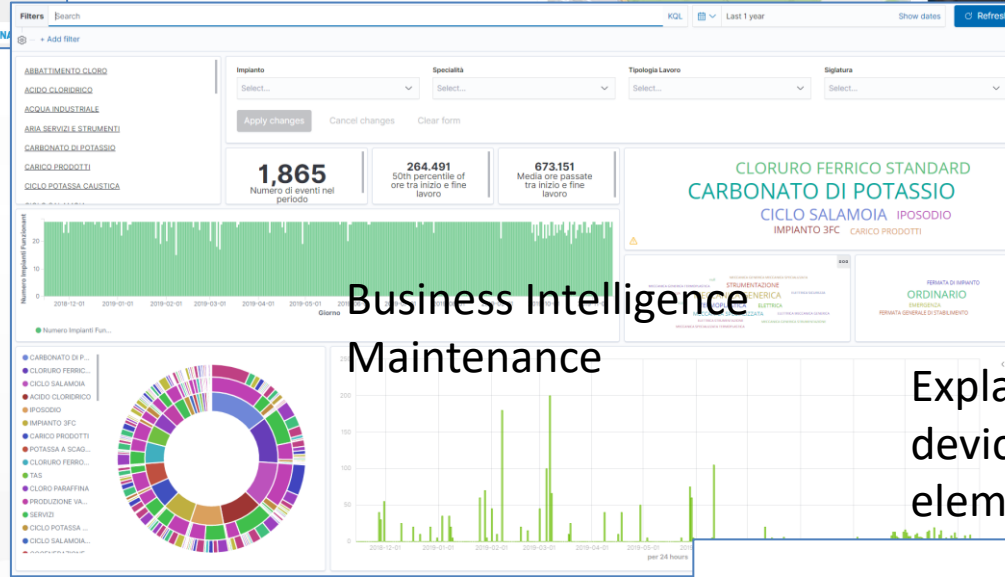 NA
Filters Search KQL Last 1 year Show dates Refresh
+ Add filter
ABBATTIMENTO CLORO
ACIDO CLORIDRICO
ACQUA INDUSTRIALE
ARIA SERVIZI E STRUMENTI
CARBONATO DI POTASSIO
CARICO PRODOTTI
CICLO POTASSA CAUSTICA
Impianto Specialità Tipologia Lavoro Siglatura
Select... Select... Select... Select...
Apply changes Cancel changes Clear form
1,865
Numero di eventi nel
periodo
264.491
50th percentile of
ore tra inizio e fine
lavoro
673.151
Media ore passate
tra inizio e fine
lavoro
CLORURO FERRICO STANDARD
CARBONATO DI POTASSIO
CICLO SALAMOIA IPOSODIO
IMPIANTO 3FC CARICO PRODOTTI
Numero Impianti Funzionant
20
10
0
2018-12-01 2019-01-01 2019-02-01 2019-03-01 2019-04-01 2019-05-01
Giorno
Numero Impianti Fun...
STRUMENTAZIONE
ELETTRICA
FERMATA DI IMPIANTO
ORDINARIO
EMERGENZA
FERMATA GENERALE DI STABILIMENTO
Business Intelligence
Maintenance
CARBONATO DI P...
CLORURO FERRIC...
CICLO SALAMOIA
ACIDO CLORIDRICO
IPOSODIO
IMPIANTO 3FC
CARICO PRODOTTI
POTASSA A SCAG...
CLORURO FERRO...
TAS
CLORO PARAFFINA
PRODUZIONE VA...
SERVIZI
CICLO POTASSA ...
CICLO SALAMOIA...
250
200
150
100
50
0
2018-12-01 2019-01-01 2019-02-01 2019-03-01 2019-04-01 2019-05-01
per 24 hours
Expla
devic
elem